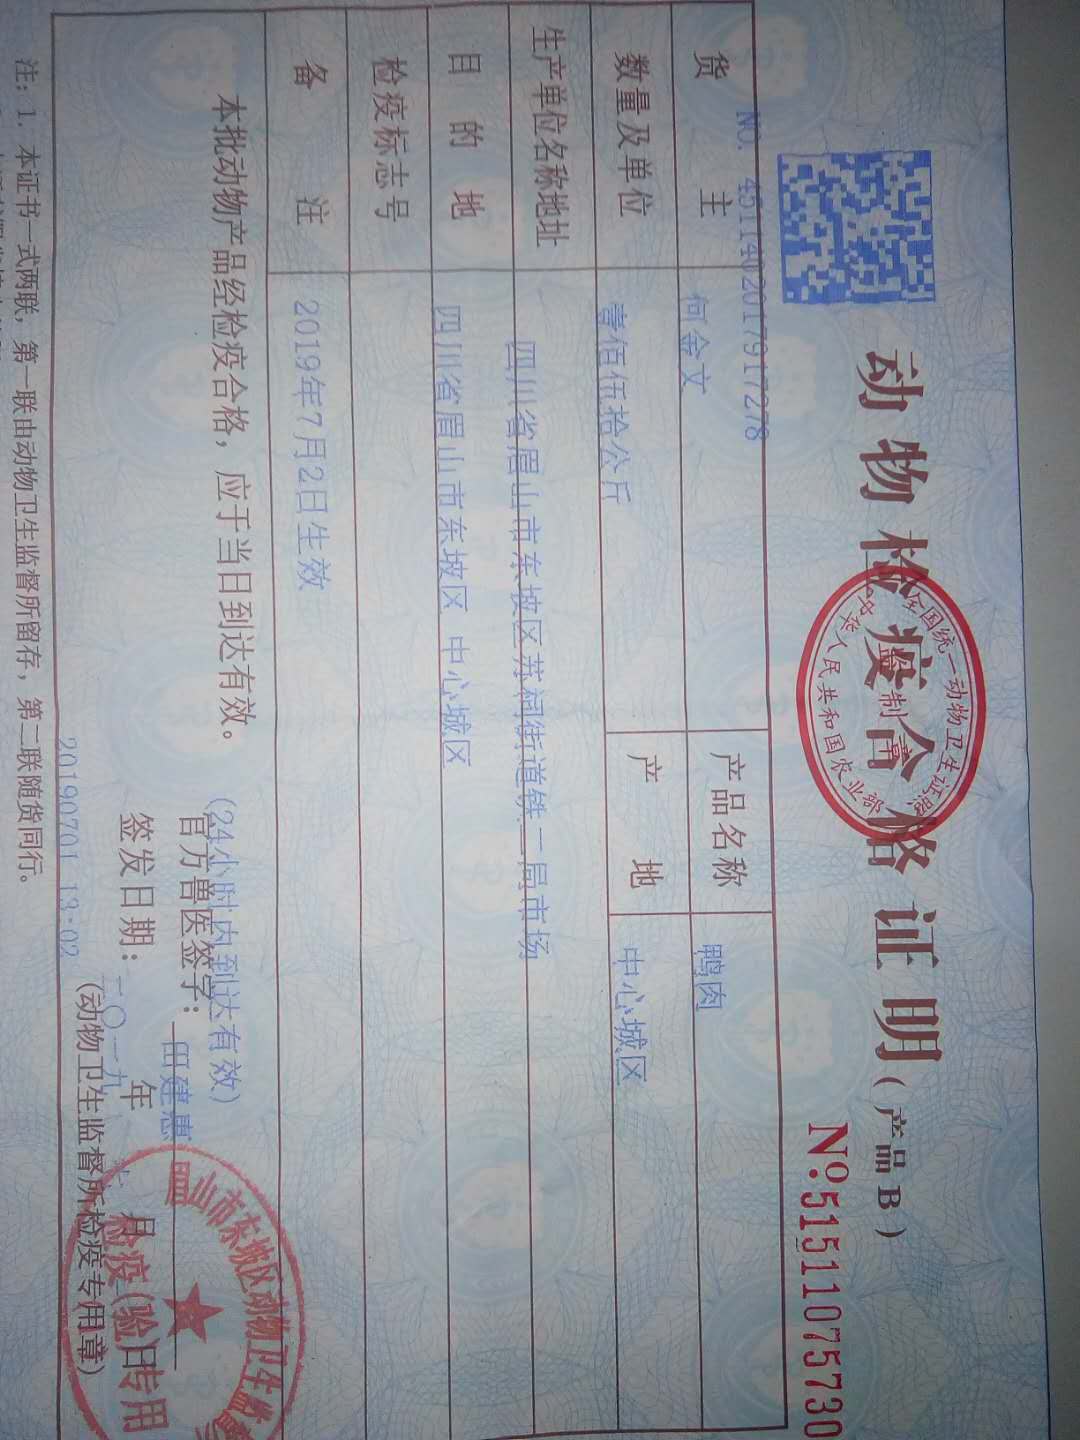 动物检疫合格证明(产品B)
全国统一动物卫生证照
监制章
中华人民共和国农业部
№:5151107573
NO. 4511402017917278
货主 何金文 产品名称 鸭肉
数量及单位 壹佰伍拾公斤 产地 中心城区
生产单位名称地址 四川省眉山市东坡区苏祠街道铁二局市场
目的地 四川省眉山市东坡区 中心城区
检疫标志号
备注 2019年7月2日生效
本批动物产品经检疫合格，应于当日到达有效。
(24小时内到达有效)
官方兽医签字： 田建惠
签发日期： 二〇一九 年 月 日
20190701 13:02
(动物卫生监督所检疫专用章)
眉山市东坡区动物卫生监督
检疫(验)专用
注：1. 本证书一式两联，第一联由动物卫生监督所留存，第二联随货同行。